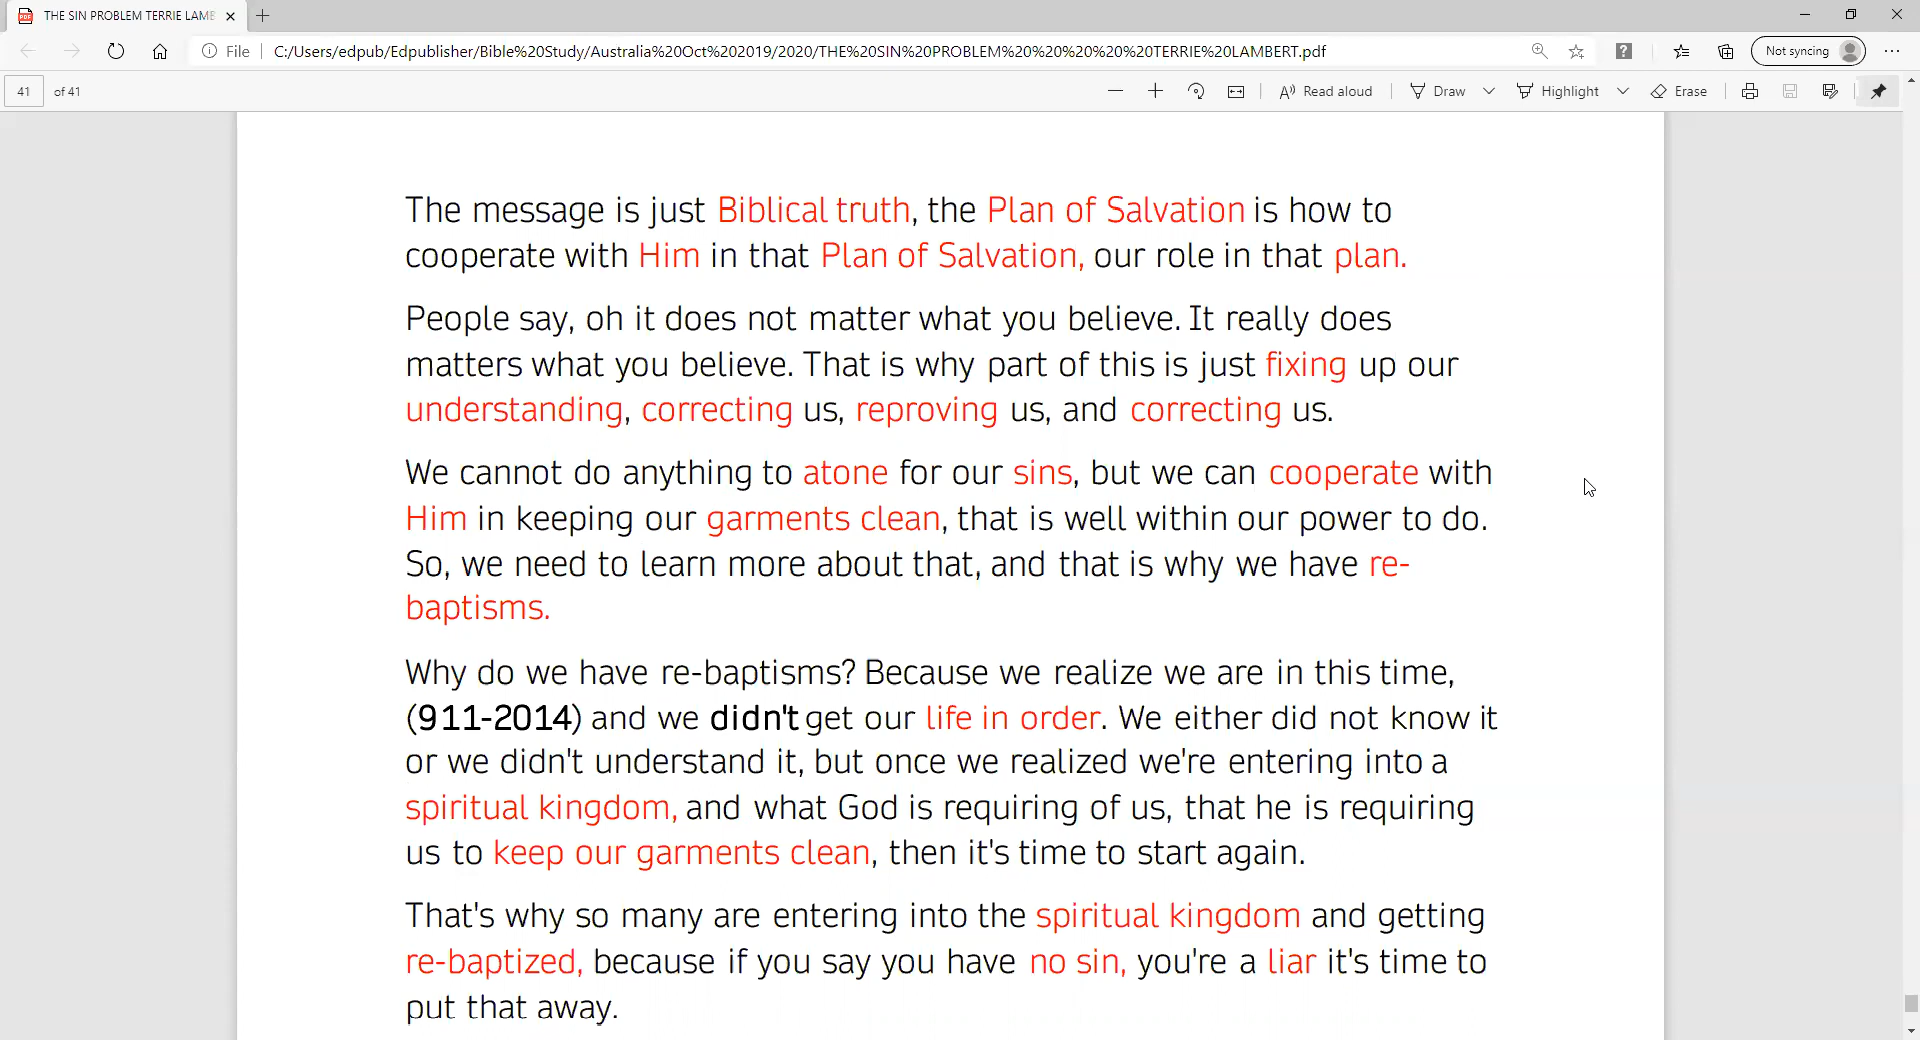 THE SIN PROBLEM TERRIE LAMB
File
C:/Users/edpub/Edpublisher/Bible%20Study/Australia%20Oct%202019/2020/THE%20SIN%20PROBLEM%20%20%20%20%20TERRIE%20LAMBERT.pdf
Not syncing
41 of 41
Read aloud
Draw
Highlight
Erase
The message is just Biblical truth, the Plan of Salvation is how to
cooperate with Him in that Plan of Salvation, our role in that plan.
People say, oh it does not matter what you believe. It really does
matters what you believe. That is why part of this is just fixing up our
understanding, correcting us, reproving us, and correcting us.
We cannot do anything to atone for our sins, but we can cooperate with
Him in keeping our garments clean, that is well within our power to do.
So, we need to learn more about that, and that is why we have re-
baptisms.
Why do we have re-baptisms? Because we realize we are in this time,
(911-2014) and we didn't get our life in order. We either did not know it
or we didn't understand it, but once we realized we're entering into a
spiritual kingdom, and what God is requiring of us, that he is requiring
us to keep our garments clean, then it's time to start again.
That's why so many are entering into the spiritual kingdom and getting
re-baptized, because if you say you have no sin, you're a liar it's time to
put that away.